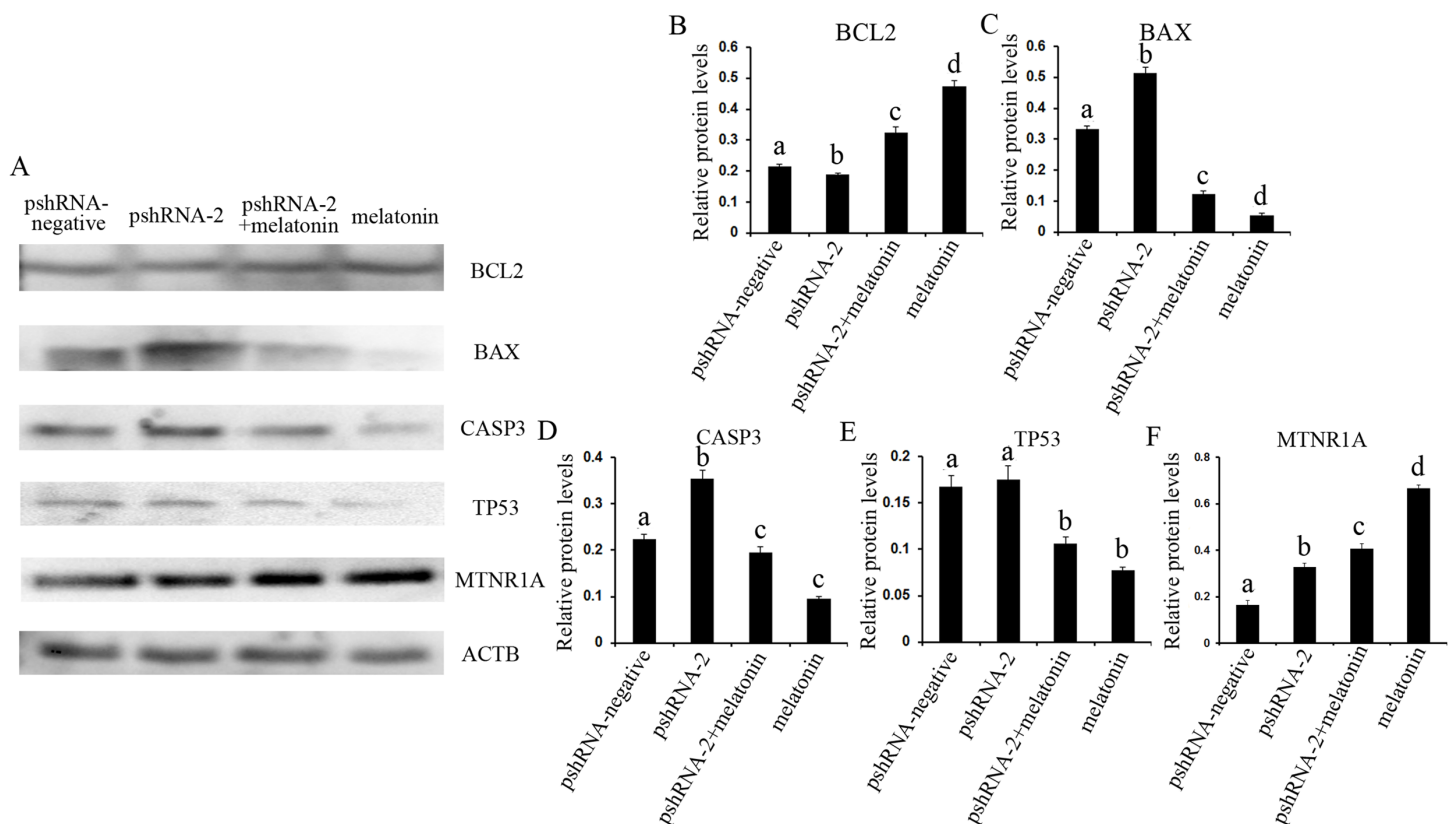 A
pshRNA-
negative
pshRNA-2
pshRNA-2
+melatonin
melatonin
BCL2
BAX
CASP3
TP53
MTNR1A
ACTB
B
BCL2
Relative protein levels
0.6
0.5
0.4
0.3
0.2
0.1
0
a
b
c
d
pshRNA-negative
pshRNA-2
pshRNA-2+melatonin
melatonin
C
BAX
Relative protein levels
0.6
0.5
0.4
0.3
0.2
0.1
0
a
b
c
d
pshRNA-negative
pshRNA-2
pshRNA-2+melatonin
melatonin
D
CASP3
Relative protein levels
0.4
0.3
0.2
0.1
0
a
b
c
c
pshRNA-negative
pshRNA-2
pshRNA-2+melatonin
melatonin
E
TP53
Relative protein levels
0.2
0.15
0.1
0.05
0
a
a
b
b
pshRNA-negative
pshRNA-2
pshRNA-2+melatonin
melatonin
F
MTNR1A
Relative protein levels
0.8
0.6
0.4
0.2
0
a
b
c
d
pshRNA-negative
pshRNA-2
pshRNA-2+melatonin
melatonin